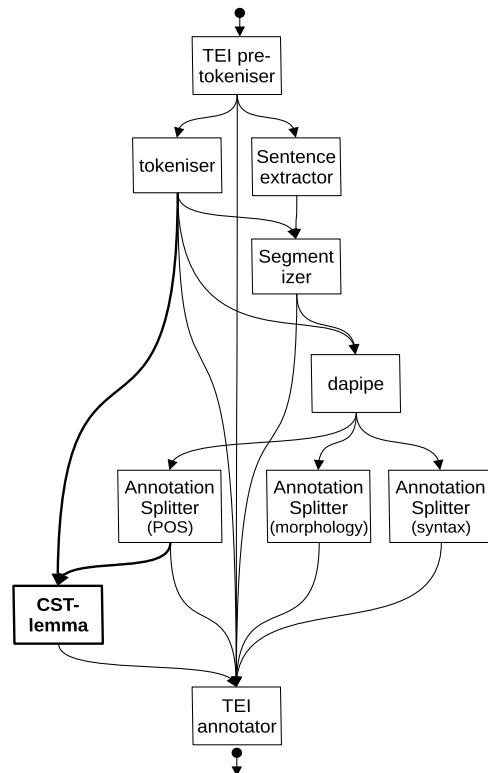 TEI pre-
tokeniser
tokeniser
Sentence
extractor
Segment
izer
dapipe
Annotation
Splitter
(POS)
Annotation
Splitter
(morphology)
Annotation
Splitter
(syntax)
CST-
lemma
TEI
annotator